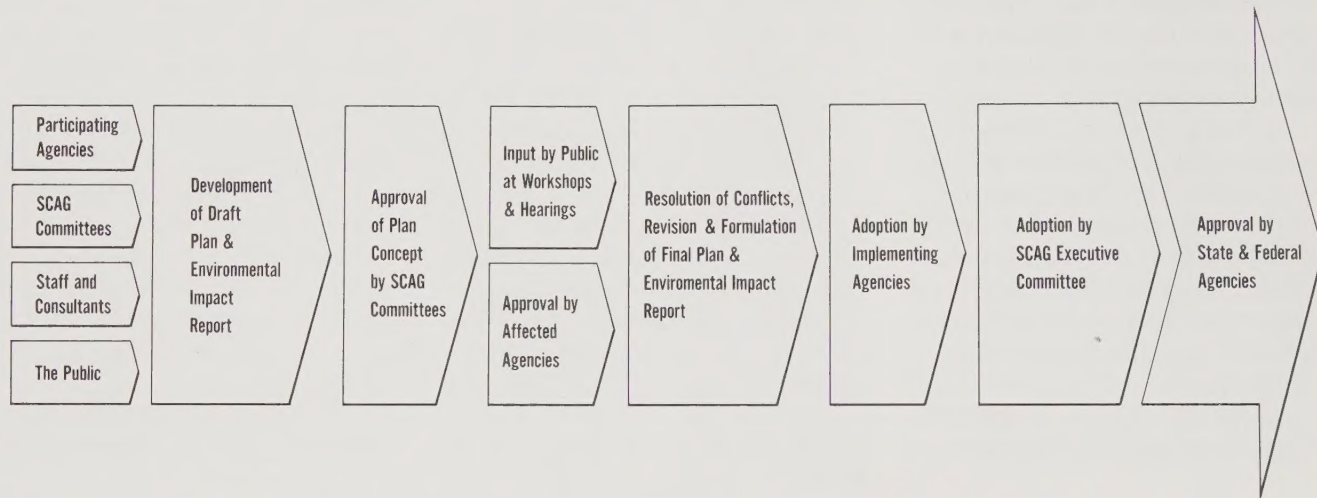 Participating
Agencies
SCAG
Committees
Staff and
Consultants
The Public
Development
of Draft
Plan &
Environmental
Impact
Report
Approval
of Plan
Concept
by SCAG
Committees
Input by Public
at Workshops
& Hearings
Approval by
Affected
Agencies
Resolution of Conflicts,
Revision & Formulation
of Final Plan &
Enviromental Impact
Report
Adoption by
Implementing
Agencies
Adoption by
SCAG Executive
Committee
Approval by
State & Federal
Agencies